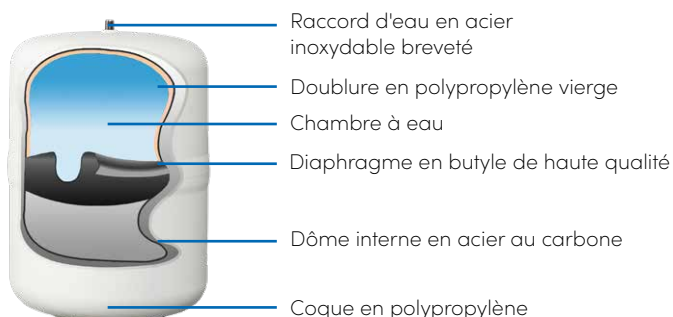 Raccord d'eau en acier
inoxydable breveté
Doublure en polypropylène vierge
Chambre à eau
Diaphragme en butyle de haute qualité
Dôme interne en acier au carbone
Coque en polypropylène